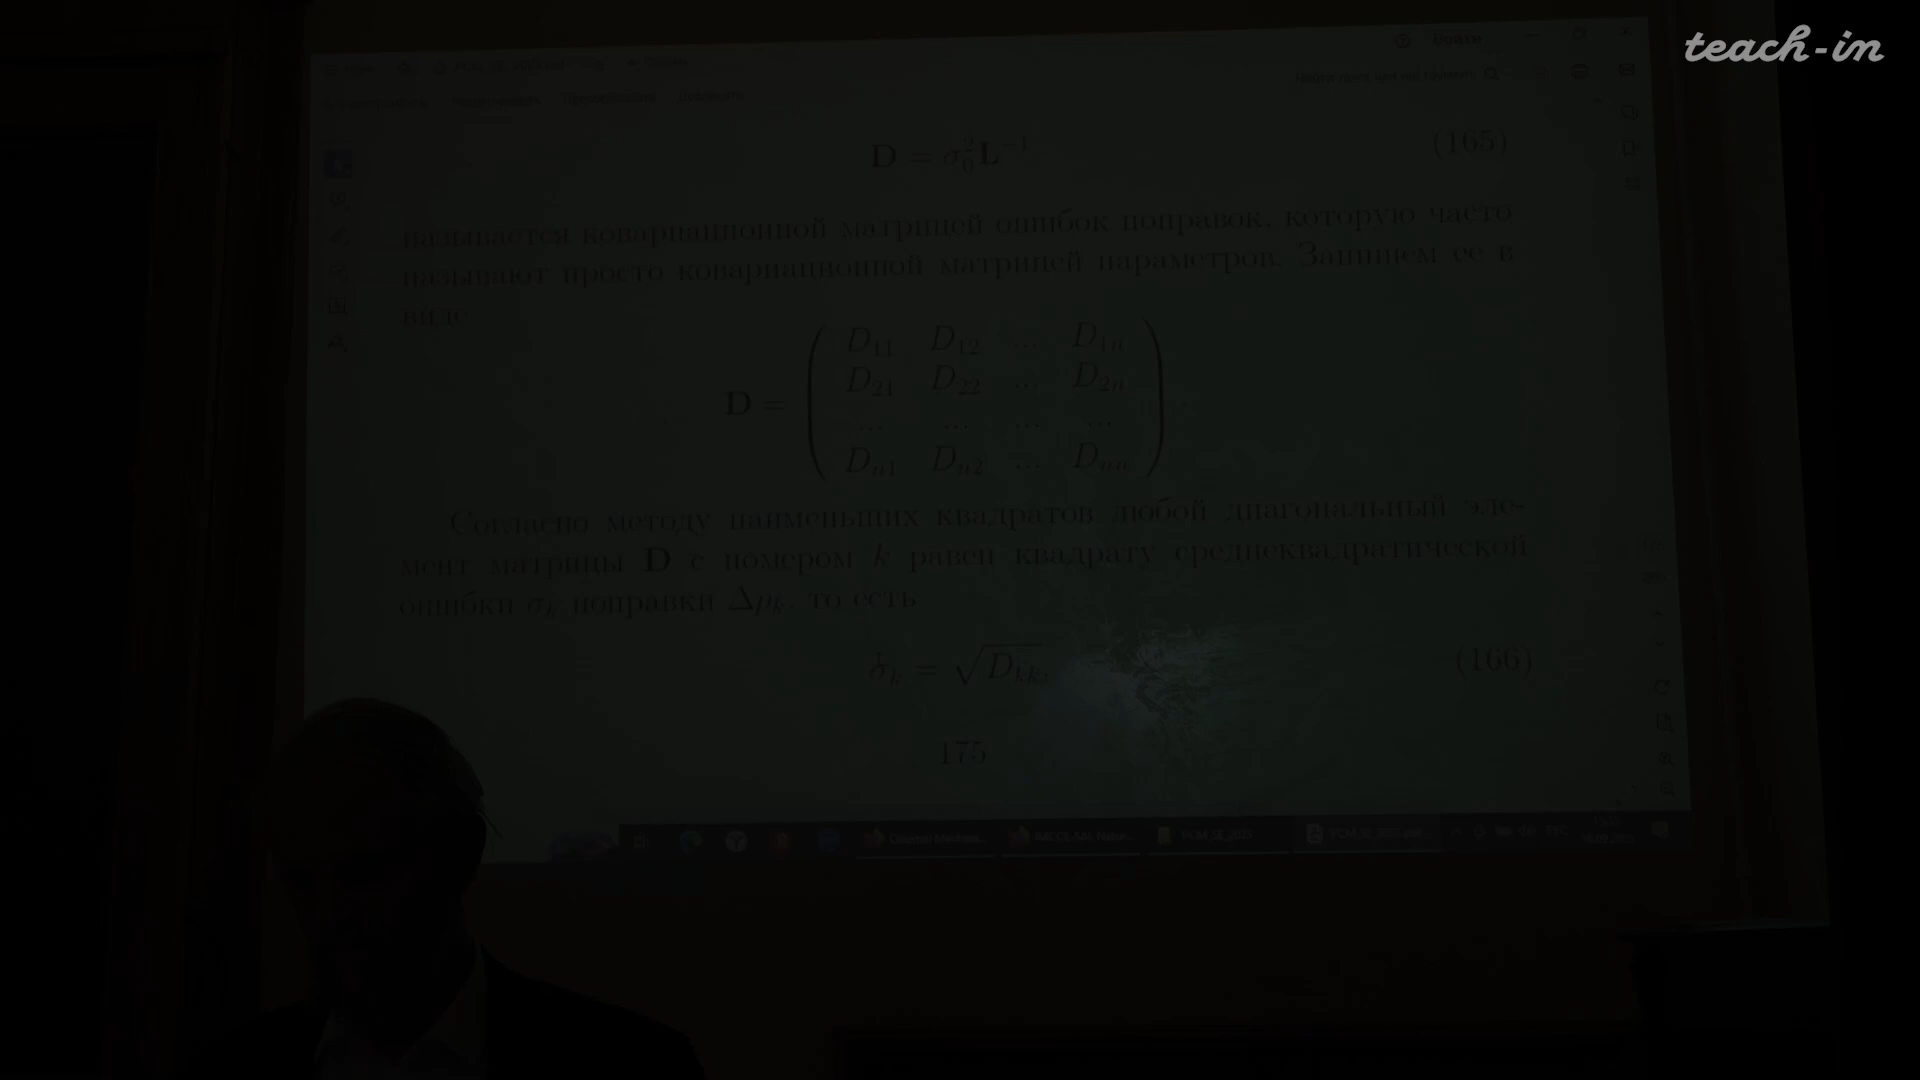 teach-in
Войти
D = σ₀² L⁻¹ (165)
называется ковариационной матрицей ошибок поправок, которую часто
называют просто ковариационной матрицей параметров. Запишем ее в
виде
D₁₁ D₁₂ ... D₁ₙ
D₂₁ D₂₂ ... D₂ₙ
D =
... ... ... ...
Dₙ₁ Dₙ₂ ... Dₙₙ
Согласно методу наименьших квадратов любой диагональный эле-
мент матрицы D с номером k равен квадрату среднеквадратической
ошибки σₖ поправки Δpₖ, то есть
σₖ = √Dₖₖ (166)
175